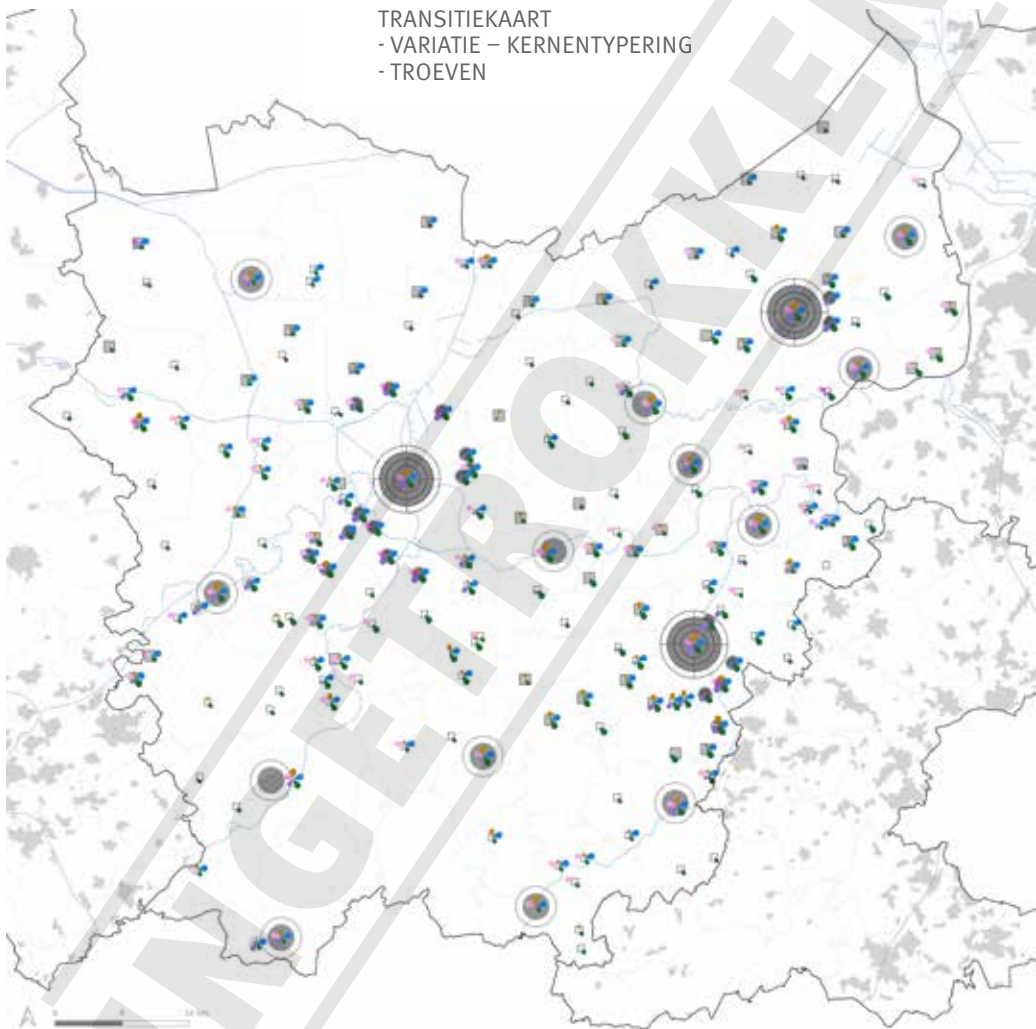 TRANSITIEKAART
- VARIATIE – KERNENTYPERING
- TROEVEN
INGETROKKEN